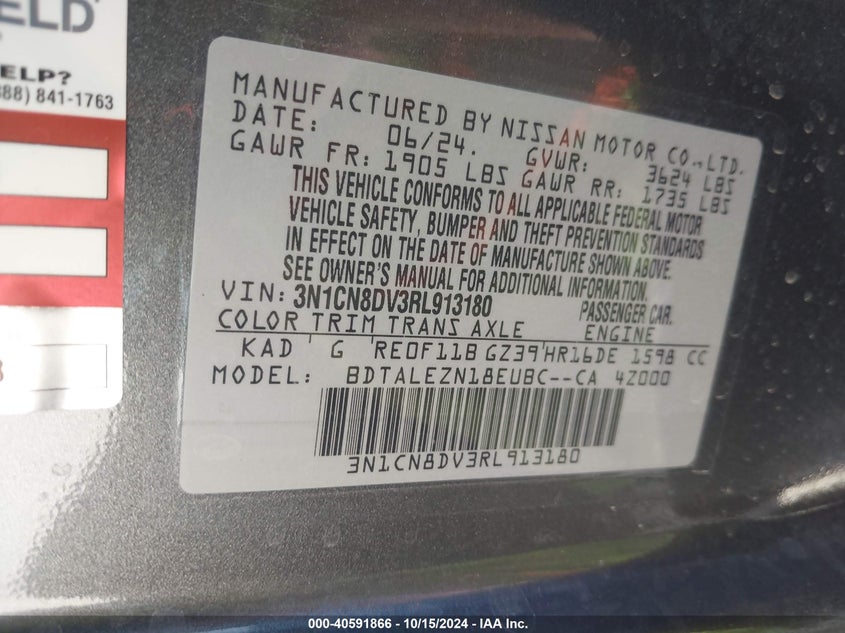 ELD
ELP?
88) 841-1763
MANUFACTURED BY NISSAN MOTOR CO.,LTD.
DATE: 06/24. GVWR: 3624 LBS
GAWR FR: 1905 LBS GAWR RR: 1735 LBS
THIS VEHICLE CONFORMS TO ALL APPLICABLE FEDERAL MOTOR
VEHICLE SAFETY, BUMPER AND THEFT PREVENTION STANDARDS
IN EFFECT ON THE DATE OF MANUFACTURE SHOWN ABOVE.
SEE OWNER'S MANUAL FOR ADDITIONAL INFORMATION.
VIN: 3N1CN8DV3RL913180 PASSENGER CAR.
COLOR TRIM TRANS AXLE ENGINE
KAD G RE0F11B GZ39 HR16DE 1598 CC
MODEL: BDTALEZN18EUBC--CA 4Z000
3N1CN8DV3RL913180
000-40591866 - 10/15/2024 - IAA Inc.